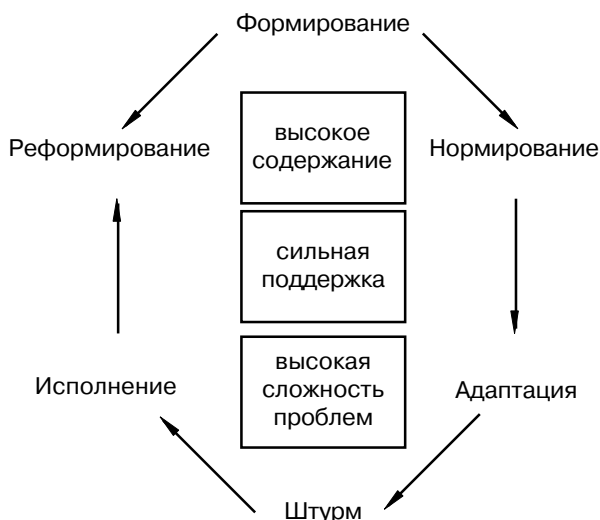 Формирование
Реформирование
высокое
содержание
Нормирование
сильная
поддержка
Исполнение
высокая
сложность
проблем
Адаптация
Штурм